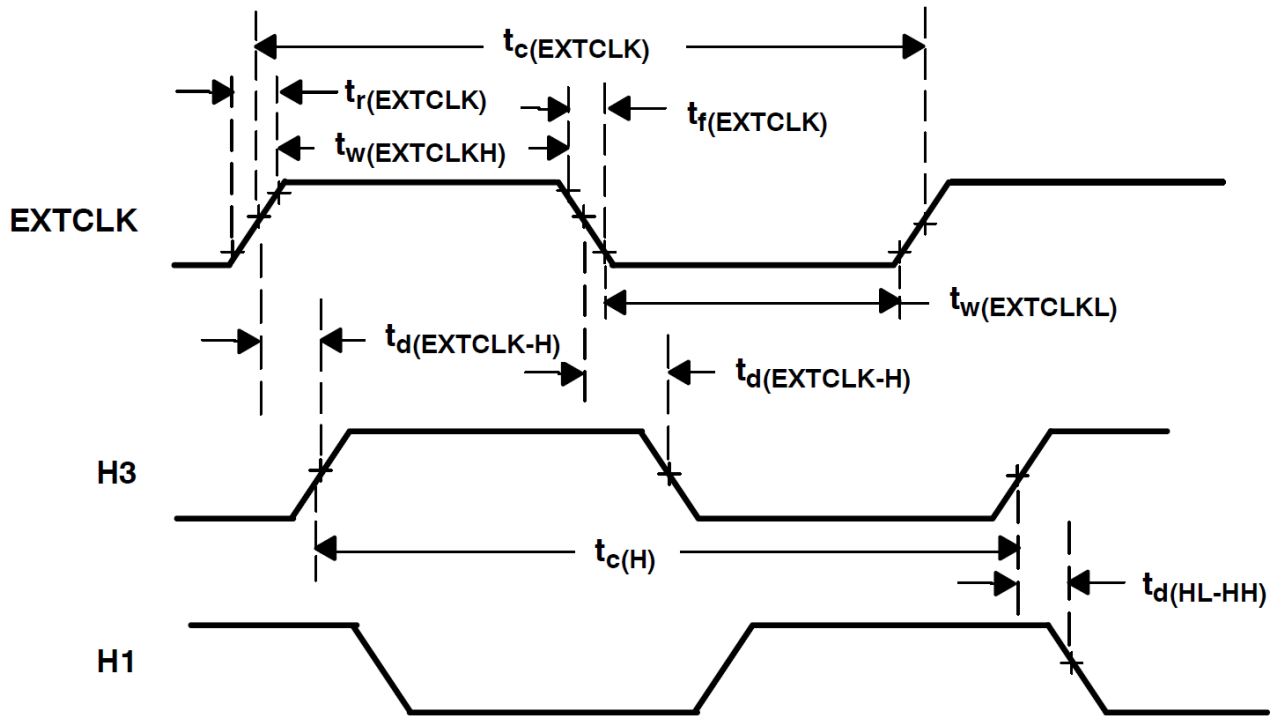 tc(EXTCLK)
tr(EXTCLK)
tf(EXTCLK)
tw(EXTCLKH)
EXTCLK
tw(EXTCLKL)
td(EXTCLK-H)
td(EXTCLK-H)
H3
tc(H)
td(HL-HH)
H1